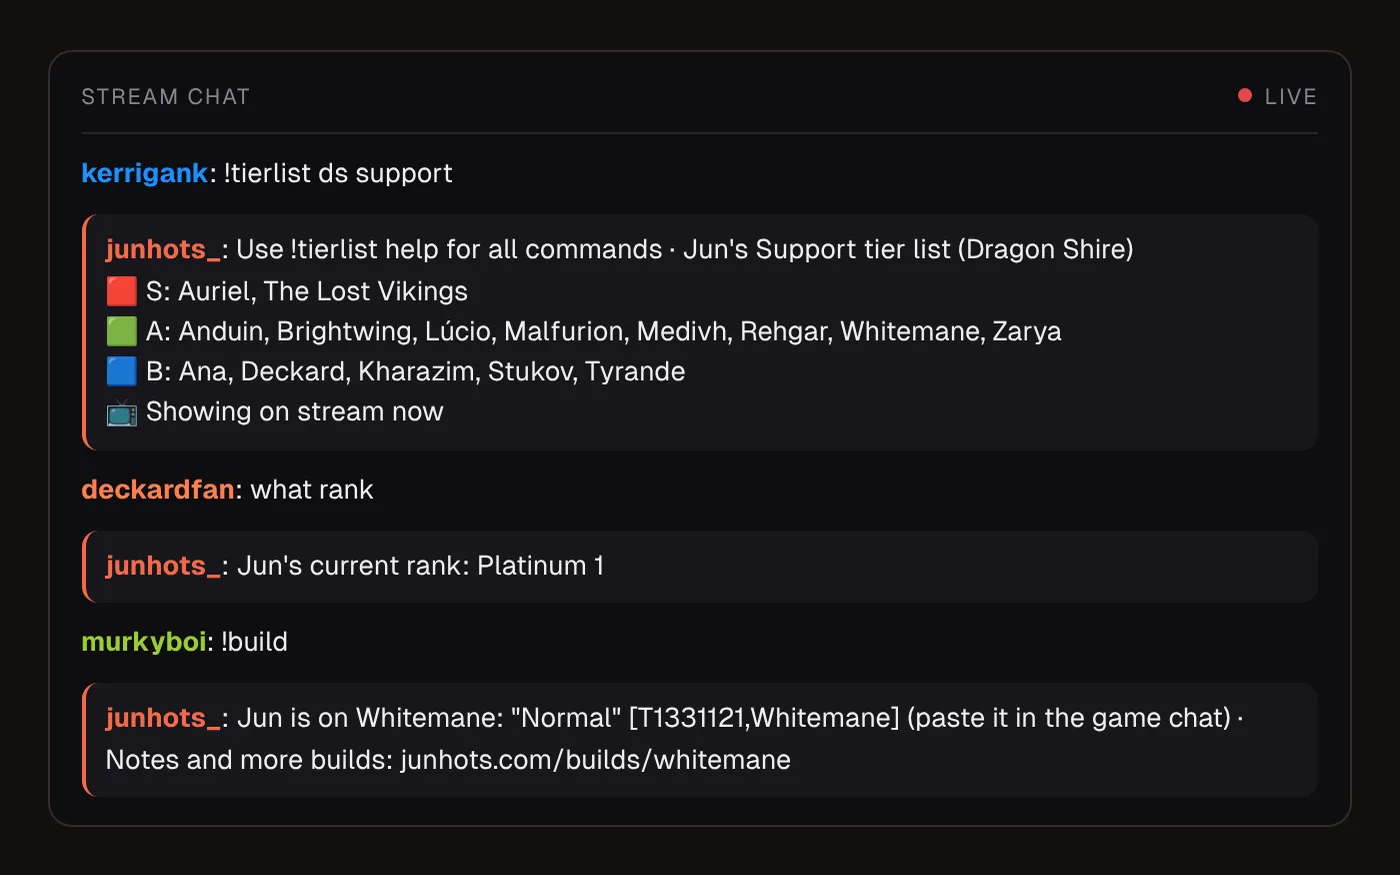 STREAM CHAT
LIVE
kerrigank: !tierlist ds support
junhots_: Use !tierlist help for all commands · Jun's Support tier list (Dragon Shire)
🟥 S: Auriel, The Lost Vikings
🟩 A: Anduin, Brightwing, Lúcio, Malfurion, Medivh, Rehgar, Whitemane, Zarya
🟦 B: Ana, Deckard, Kharazim, Stukov, Tyrande
📺 Showing on stream now
deckardfan: what rank
junhots_: Jun's current rank: Platinum 1
murkyboi: !build
junhots_: Jun is on Whitemane: "Normal" [T1331121,Whitemane] (paste it in the game chat) ·
Notes and more builds: junhots.com/builds/whitemane